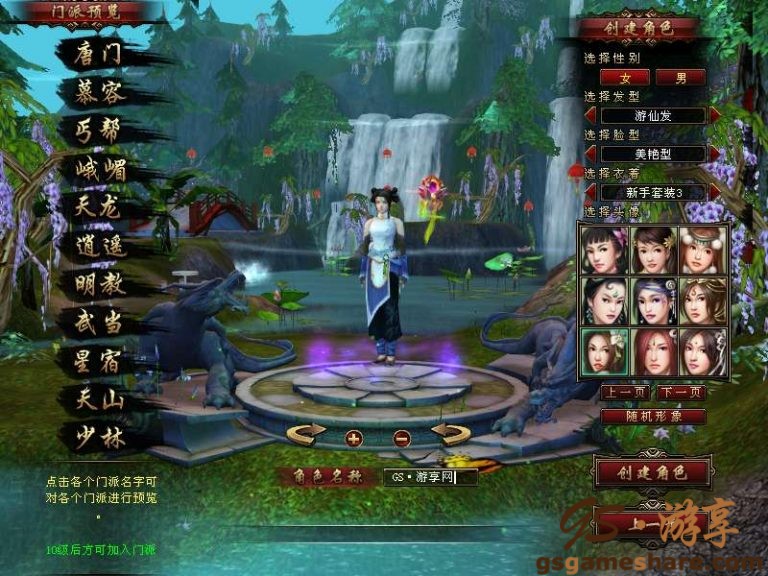 门派预览
唐门
慕容
丐帮
峨嵋
天龙
逍遥
明教
武当
星宿
天山
少林
点击各个门派名字可
对各个门派进行预览
。
10级后方可加入门派
角色名称
GS·游享网
创建角色
选择性别
女 男
选择发型
游仙发
选择脸型
美艳型
选择衣着
新手套装3
选择头像
上一页 下一页
随机形象
创建角色
上一
GS·游享
gsgameshare.com